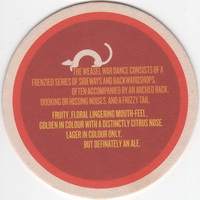 THE WEASEL WAR DANCE CONSISTS OF A
FRENZIED SERIES OF SIDEWAYS AND BACKWARDS HOPS,
OFTEN ACCOMPANIED BY AN ARCHED BACK,
DOOKING OR HISSING NOISES, AND A FRIZZY TAIL.
FRUITY, FLORAL LINGERING MOUTH-FEEL.
GOLDEN IN COLOUR WITH A DISTINCTLY CITRUS NOSE.
LAGER IN COLOUR ONLY.
BUT DEFINATELY AN ALE.